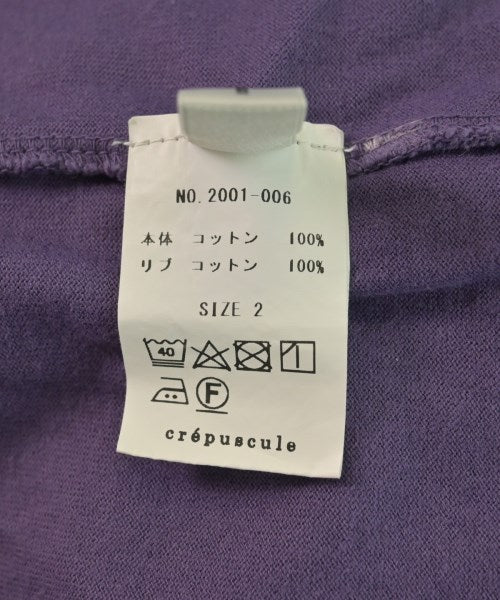 NO. 2001-006
本体 コットン 100%
リブ コットン 100%
SIZE 2
40
F
crépuscule